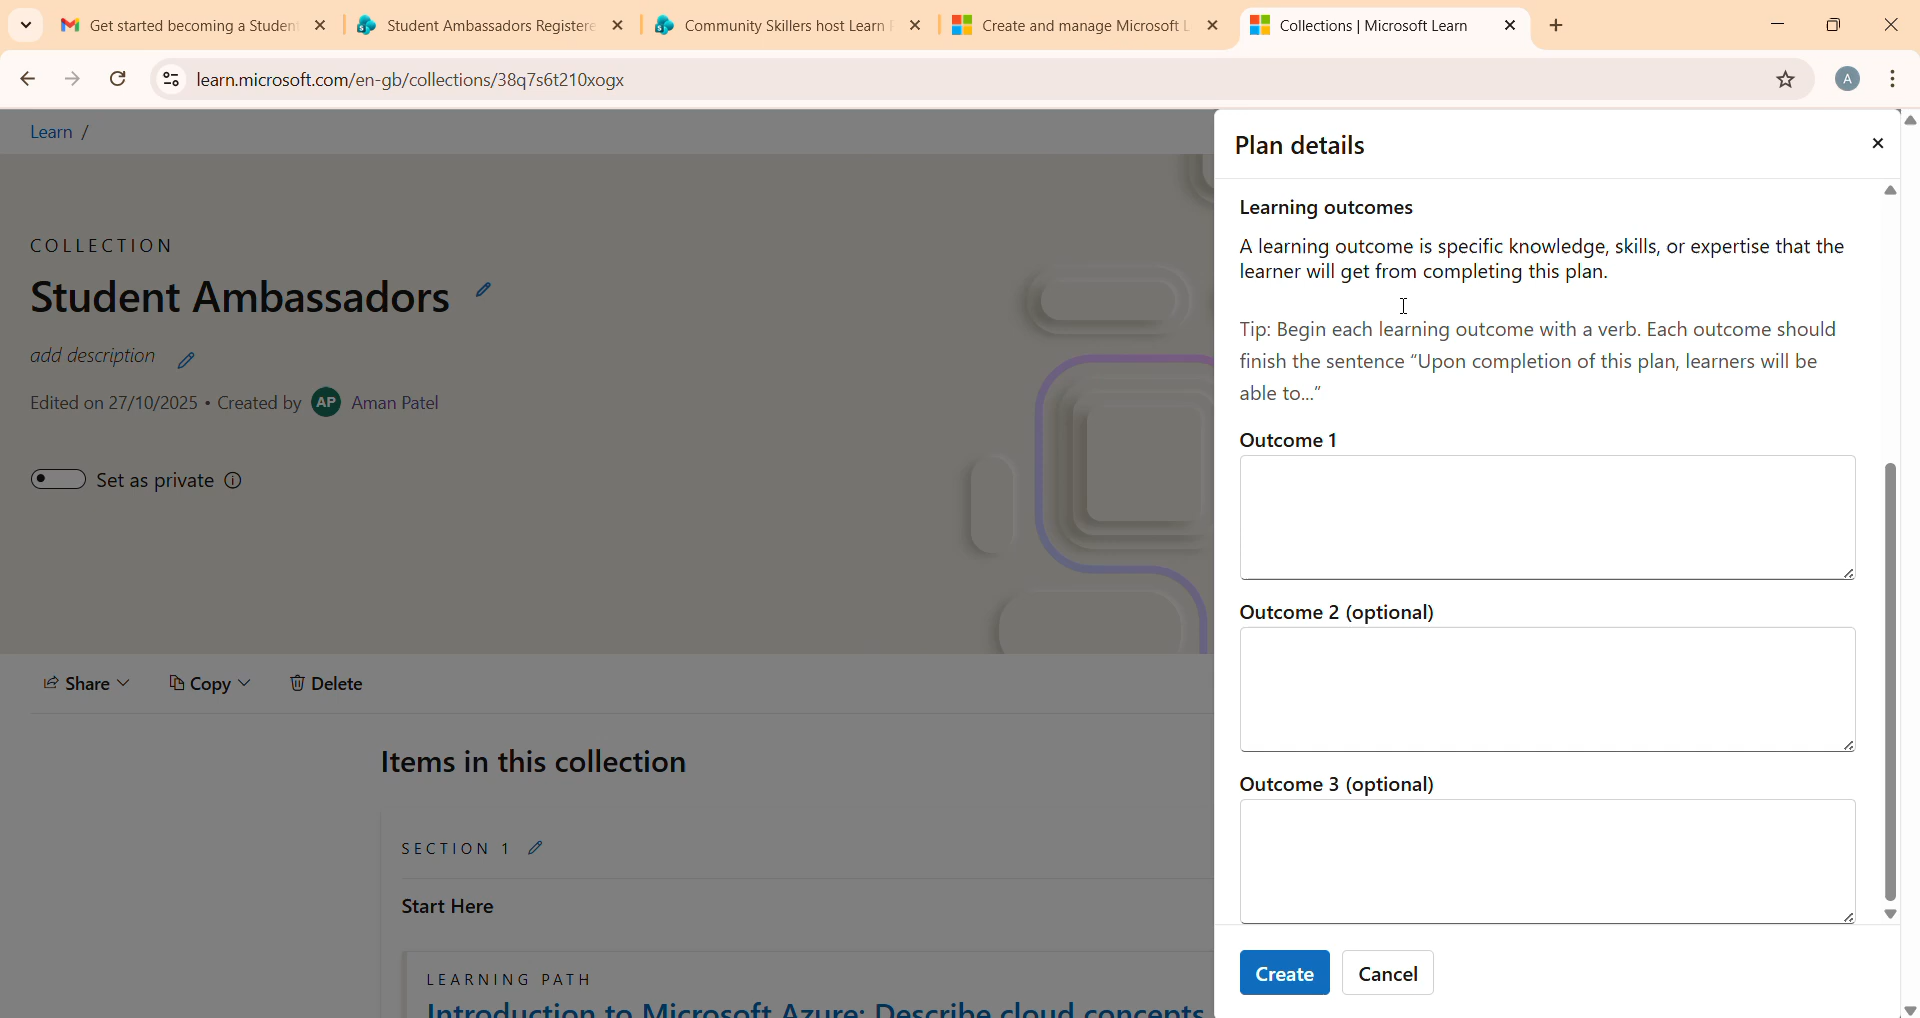 Get started becoming a Studen
Student Ambassadors Registere
Community Skillers host Learn
Create and manage Microsoft L
Collections | Microsoft Learn
learn.microsoft.com/en-gb/collections/38q7s6t210xogx
A
Learn /
COLLECTION
Student Ambassadors
add description
Edited on 27/10/2025 • Created by AP Aman Patel
Set as private
Share
Copy
Delete
Items in this collection
SECTION 1
Start Here
LEARNING PATH
Introduction to Microsoft Azure: Describe cloud concepts
Plan details
Learning outcomes
A learning outcome is specific knowledge, skills, or expertise that the
learner will get from completing this plan.
Tip: Begin each learning outcome with a verb. Each outcome should
finish the sentence “Upon completion of this plan, learners will be
able to...”
Outcome 1
Outcome 2 (optional)
Outcome 3 (optional)
Create
Cancel